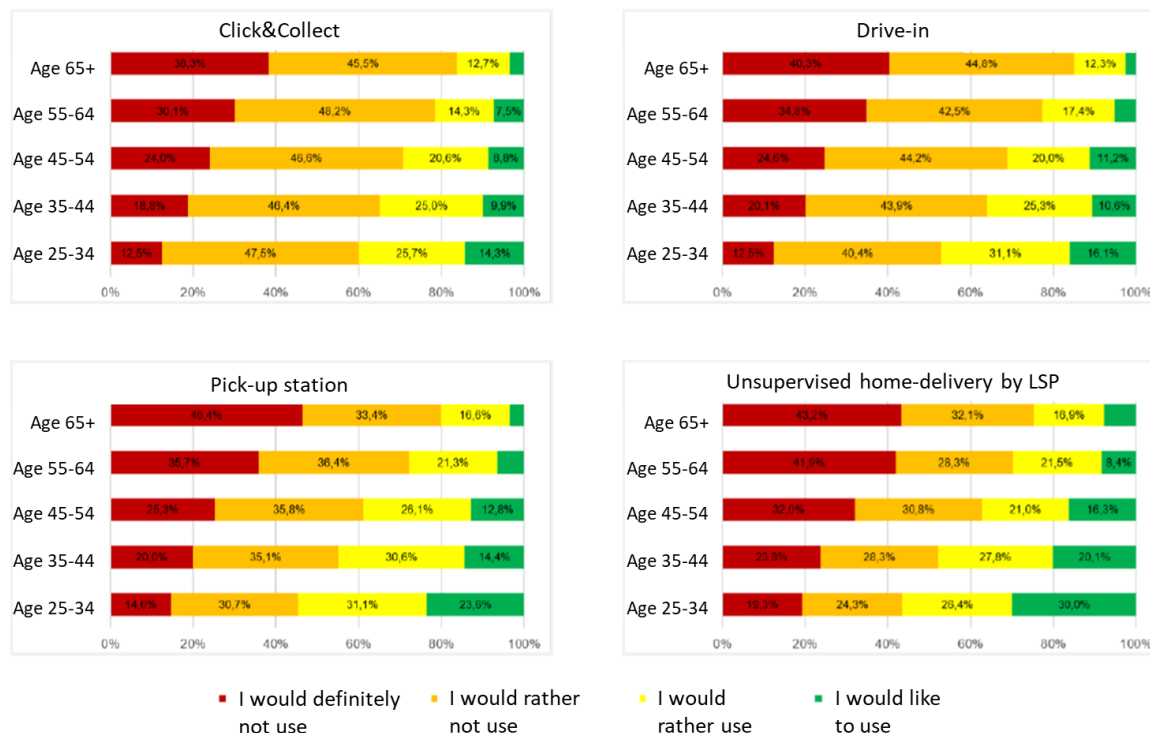 Click&Collect
Age 65+ 38,3% 45,5% 12,7%
Age 55-64 30,1% 48,2% 14,3% 7,5%
Age 45-54 24,0% 46,6% 20,6% 8,8%
Age 35-44 18,8% 46,4% 25,0% 9,9%
Age 25-34 12,5% 47,5% 25,7% 14,3%
0% 20% 40% 60% 80% 100%
Drive-in
Age 65+ 40,3% 44,8% 12,3%
Age 55-64 34,8% 42,5% 17,4%
Age 45-54 24,6% 44,2% 20,0% 11,2%
Age 35-44 20,1% 43,9% 25,3% 10,6%
Age 25-34 12,5% 40,4% 31,1% 16,1%
0% 20% 40% 60% 80% 100%
Pick-up station
Age 65+ 46,4% 33,4% 16,6%
Age 55-64 35,7% 36,4% 21,3%
Age 45-54 25,3% 35,8% 26,1% 12,8%
Age 35-44 20,0% 35,1% 30,6% 14,4%
Age 25-34 14,6% 30,7% 31,1% 23,6%
0% 20% 40% 60% 80% 100%
Unsupervised home-delivery by LSP
Age 65+ 43,2% 32,1% 16,9%
Age 55-64 41,9% 28,3% 21,5% 8,4%
Age 45-54 32,0% 30,8% 21,0% 16,3%
Age 35-44 23,9% 28,3% 27,8% 20,1%
Age 25-34 19,3% 24,3% 26,4% 30,0%
0% 20% 40% 60% 80% 100%
I would definitely
not use
I would rather
not use
I would
rather use
I would like
to use